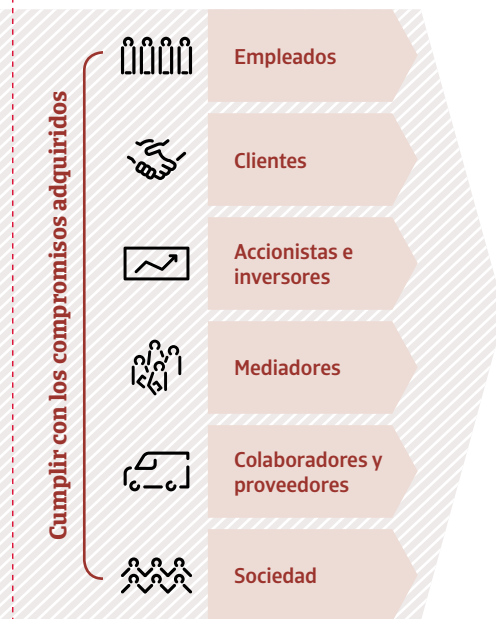 Cumplir con los compromisos adquiridos
Empleados
Clientes
Accionistas e
inversores
Mediadores
Colaboradores y
proveedores
Sociedad